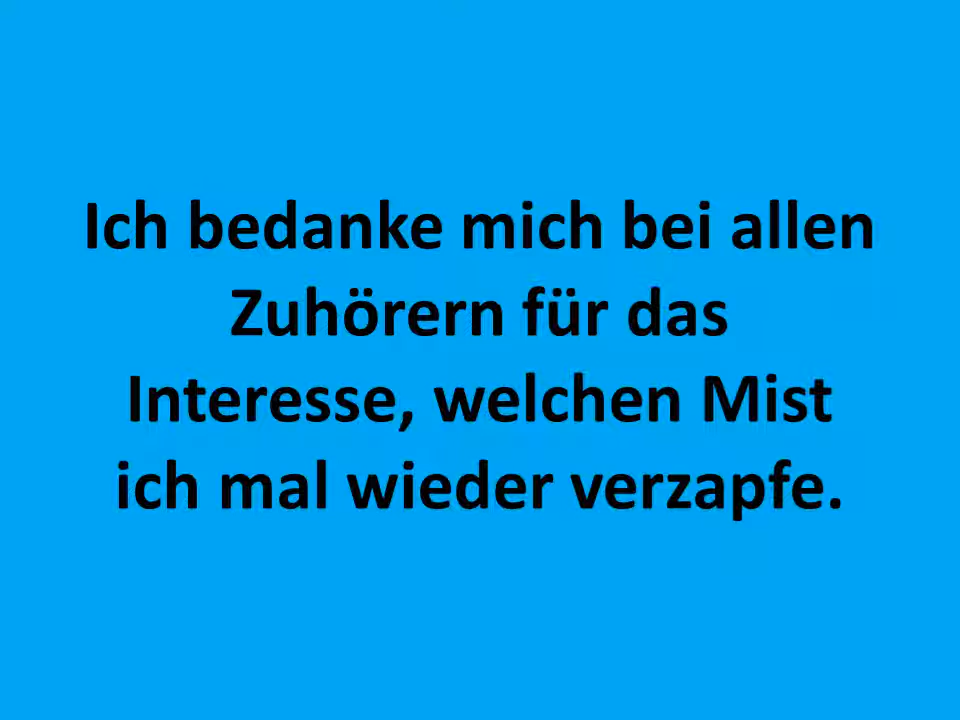 Ich bedanke mich bei allen
Zuhörern für das
Interesse, welchen Mist
ich mal wieder verzapfe.